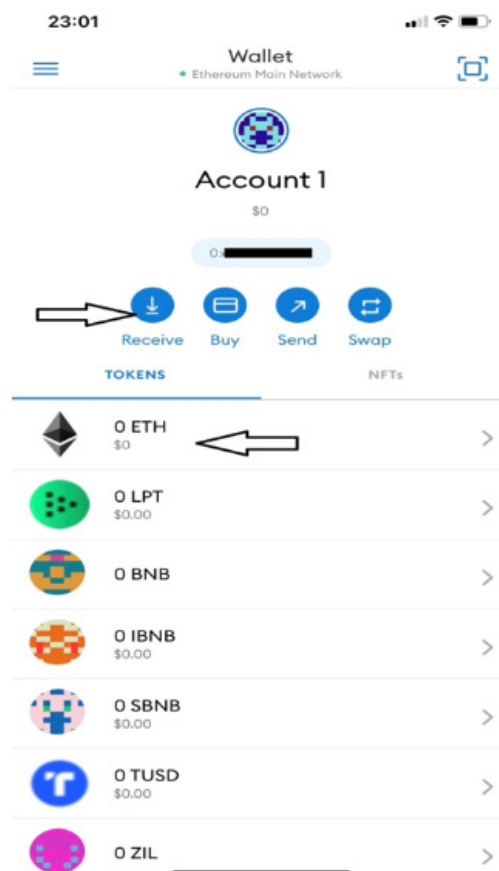 23:01
Wallet
Ethereum Main Network
Account 1
$0
0x
Receive Buy Send Swap
TOKENS NFTs
0 ETH
$0
0 LPT
$0.00
0 BNB
0 IBNB
$0.00
0 SBNB
$0.00
0 TUSD
$0.00
0 ZIL